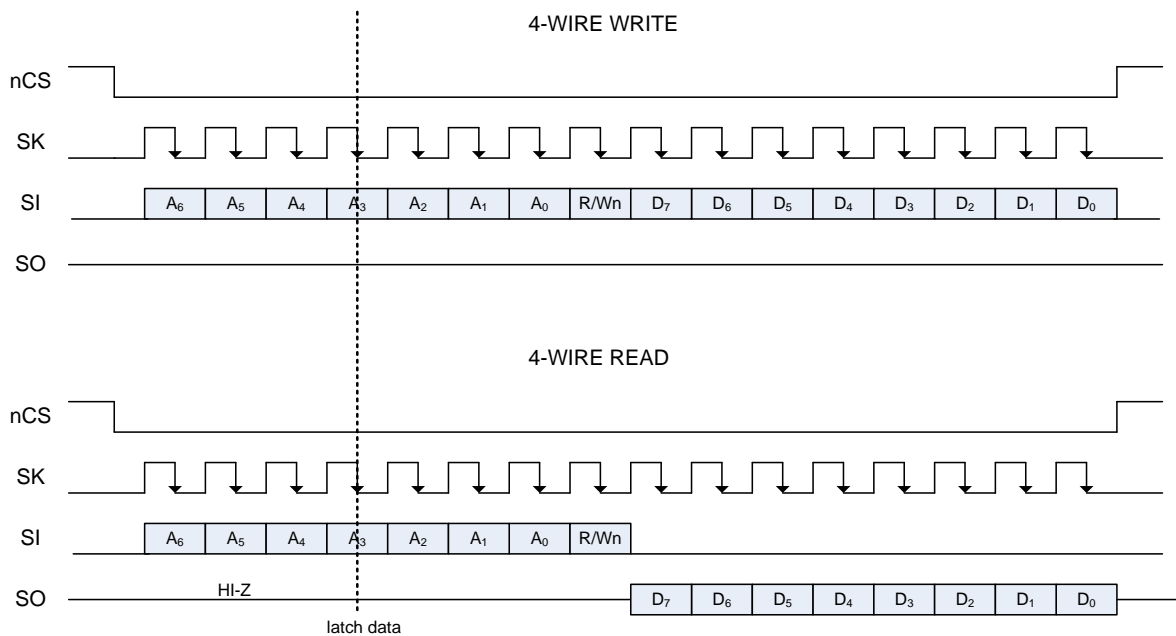 4-WIRE WRITE
nCS
SK
SI A₆ A₅ A₄ A₃ A₂ A₁ A₀ R/Wn D₇ D₆ D₅ D₄ D₃ D₂ D₁ D₀
SO
4-WIRE READ
nCS
SK
SI A₆ A₅ A₄ A₃ A₂ A₁ A₀ R/Wn
SO HI-Z D₇ D₆ D₅ D₄ D₃ D₂ D₁ D₀
latch data